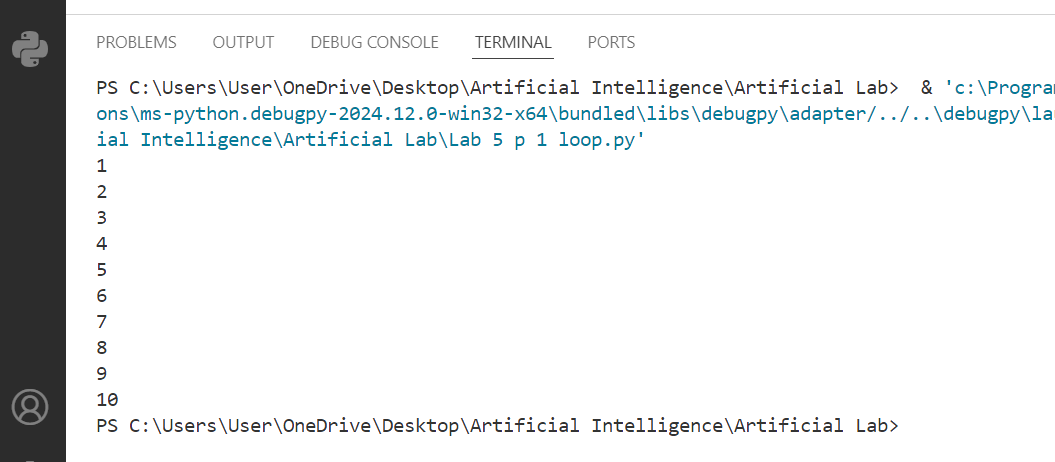 PROBLEMS OUTPUT DEBUG CONSOLE TERMINAL PORTS
PS C:\Users\User\OneDrive\Desktop\Artificial Intelligence\Artificial Lab>  & 'c:\Program
ons\ms-python.debugpy-2024.12.0-win32-x64\bundled\libs\debugpy\adapter/../..\debugpy\la
ial Intelligence\Artificial Lab\Lab 5 p 1 loop.py'
1
2
3
4
5
6
7
8
9
10
PS C:\Users\User\OneDrive\Desktop\Artificial Intelligence\Artificial Lab>